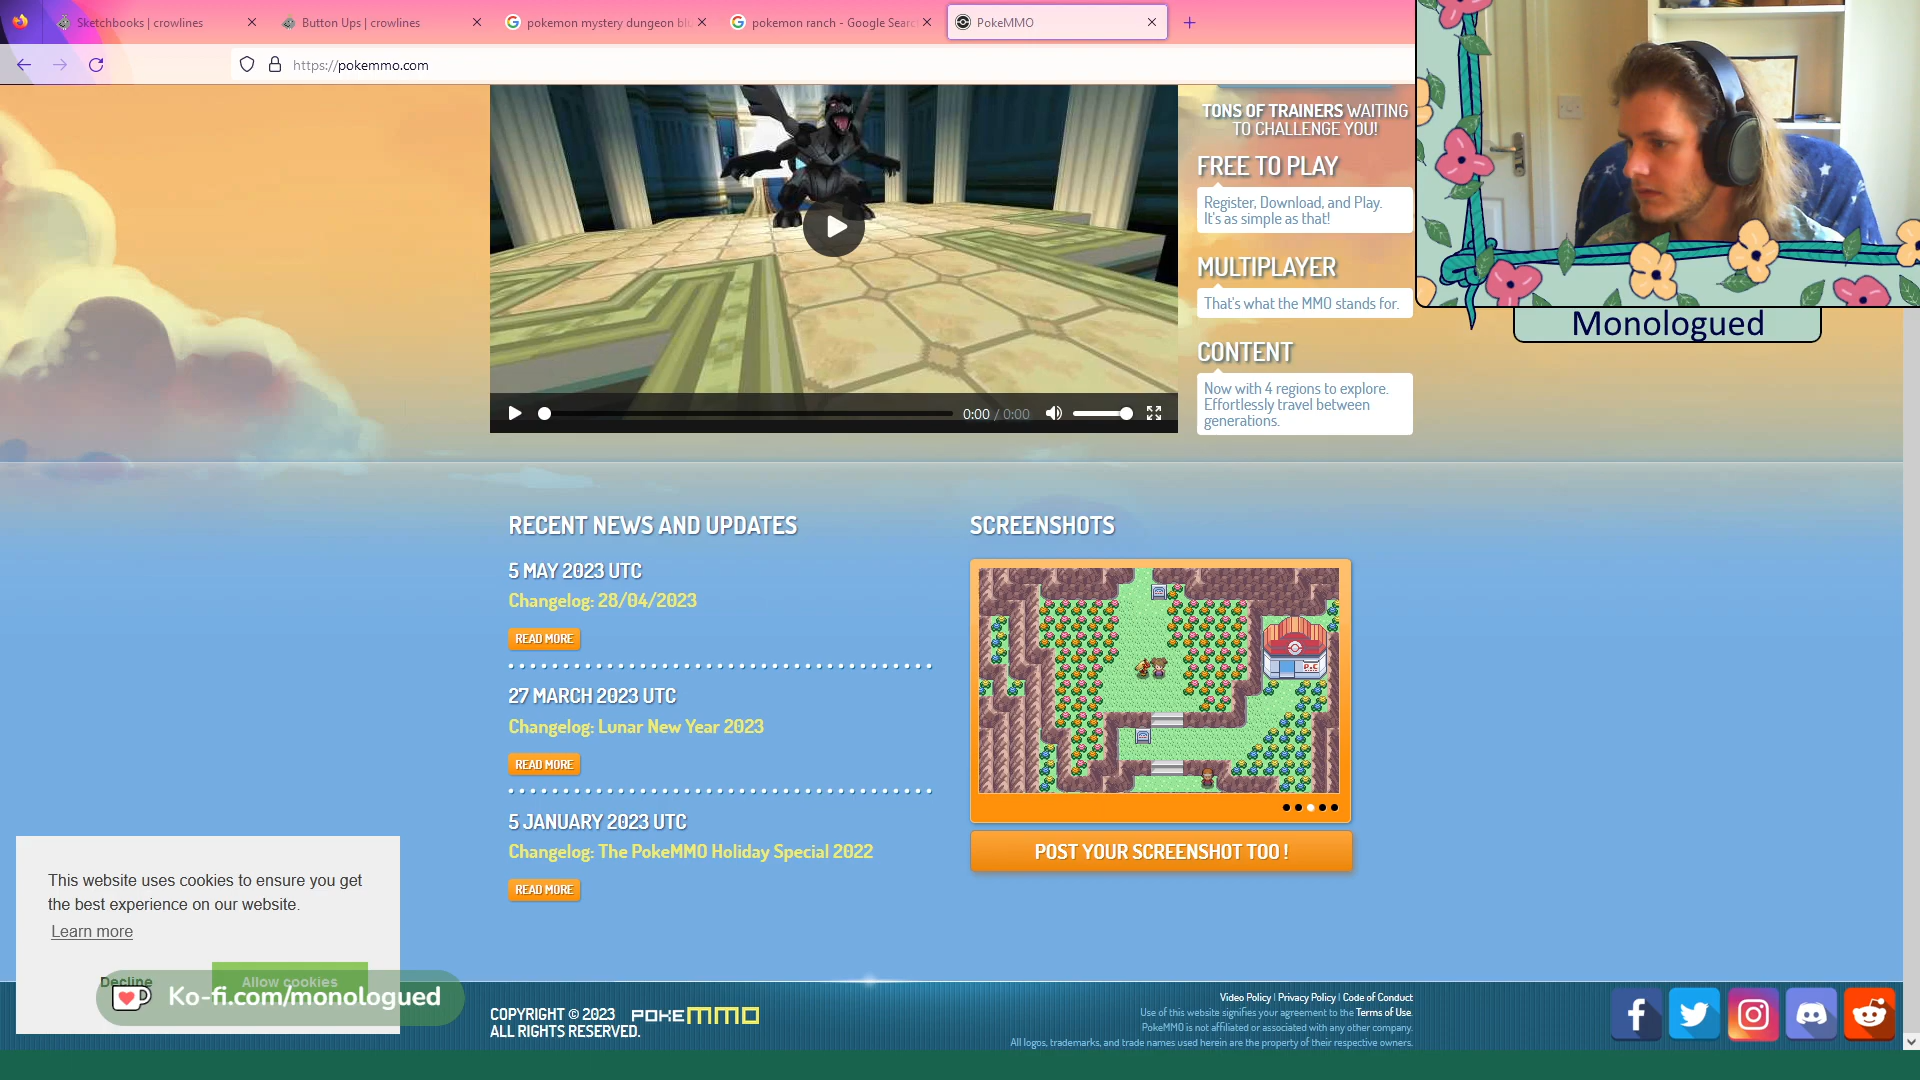 Sketchbooks | crowlines
Button Ups | crowlines
pokemon mystery dungeon blu
pokemon ranch - Google Searc
PokeMMO
https://pokemmo.com
TONS OF TRAINERS WAITING
TO CHALLENGE YOU!
FREE TO PLAY
Register, Download, and Play.
It's as simple as that!
MULTIPLAYER
That's what the MMO stands for.
CONTENT
Now with 4 regions to explore.
Effortlessly travel between
generations.
0:00 / 0:00
Monologued
RECENT NEWS AND UPDATES
5 MAY 2023 UTC
Changelog: 28/04/2023
READ MORE
27 MARCH 2023 UTC
Changelog: Lunar New Year 2023
READ MORE
5 JANUARY 2023 UTC
Changelog: The PokeMMO Holiday Special 2022
READ MORE
SCREENSHOTS
P.C
POST YOUR SCREENSHOT TOO !
This website uses cookies to ensure you get
the best experience on our website.
Learn more
Decline
Allow cookies
Ko-fi.com/monologued
COPYRIGHT © 2023 POKEMMO
ALL RIGHTS RESERVED.
Video Policy | Privacy Policy | Code of Conduct
Use of this website signifies your agreement to the Terms of Use.
PokeMMO is not affiliated or associated with any other company.
All logos, trademarks, and trade names used herein are the property of their respective owners.